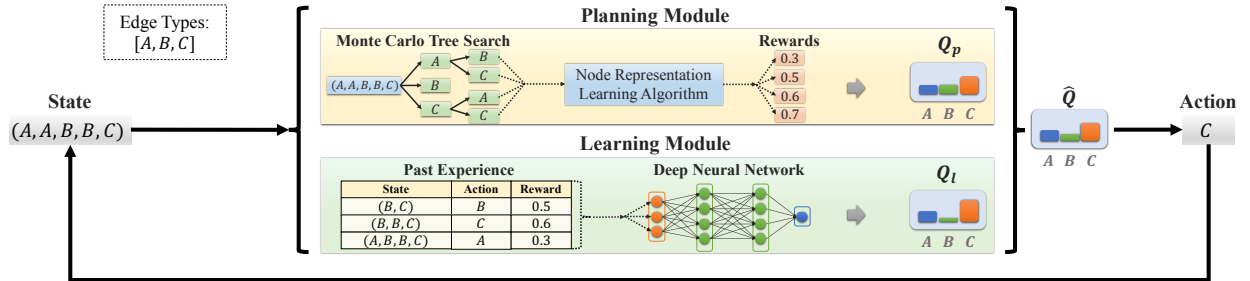 Edge Types:
[A, B, C]
State
(A, A, B, B, C)
Planning Module
Monte Carlo Tree Search
(A, A, B, B, C)
A
B
C
B
C
A
C
Node Representation
Learning Algorithm
Rewards
0.3
0.5
0.6
0.7
Q_p
A B C
Learning Module
Past Experience
State Action Reward
(B, C) B 0.5
(B, B, C) C 0.6
(A, B, B, C) A 0.3
Deep Neural Network
Q_l
A B C
Q̂
A B C
Action
C